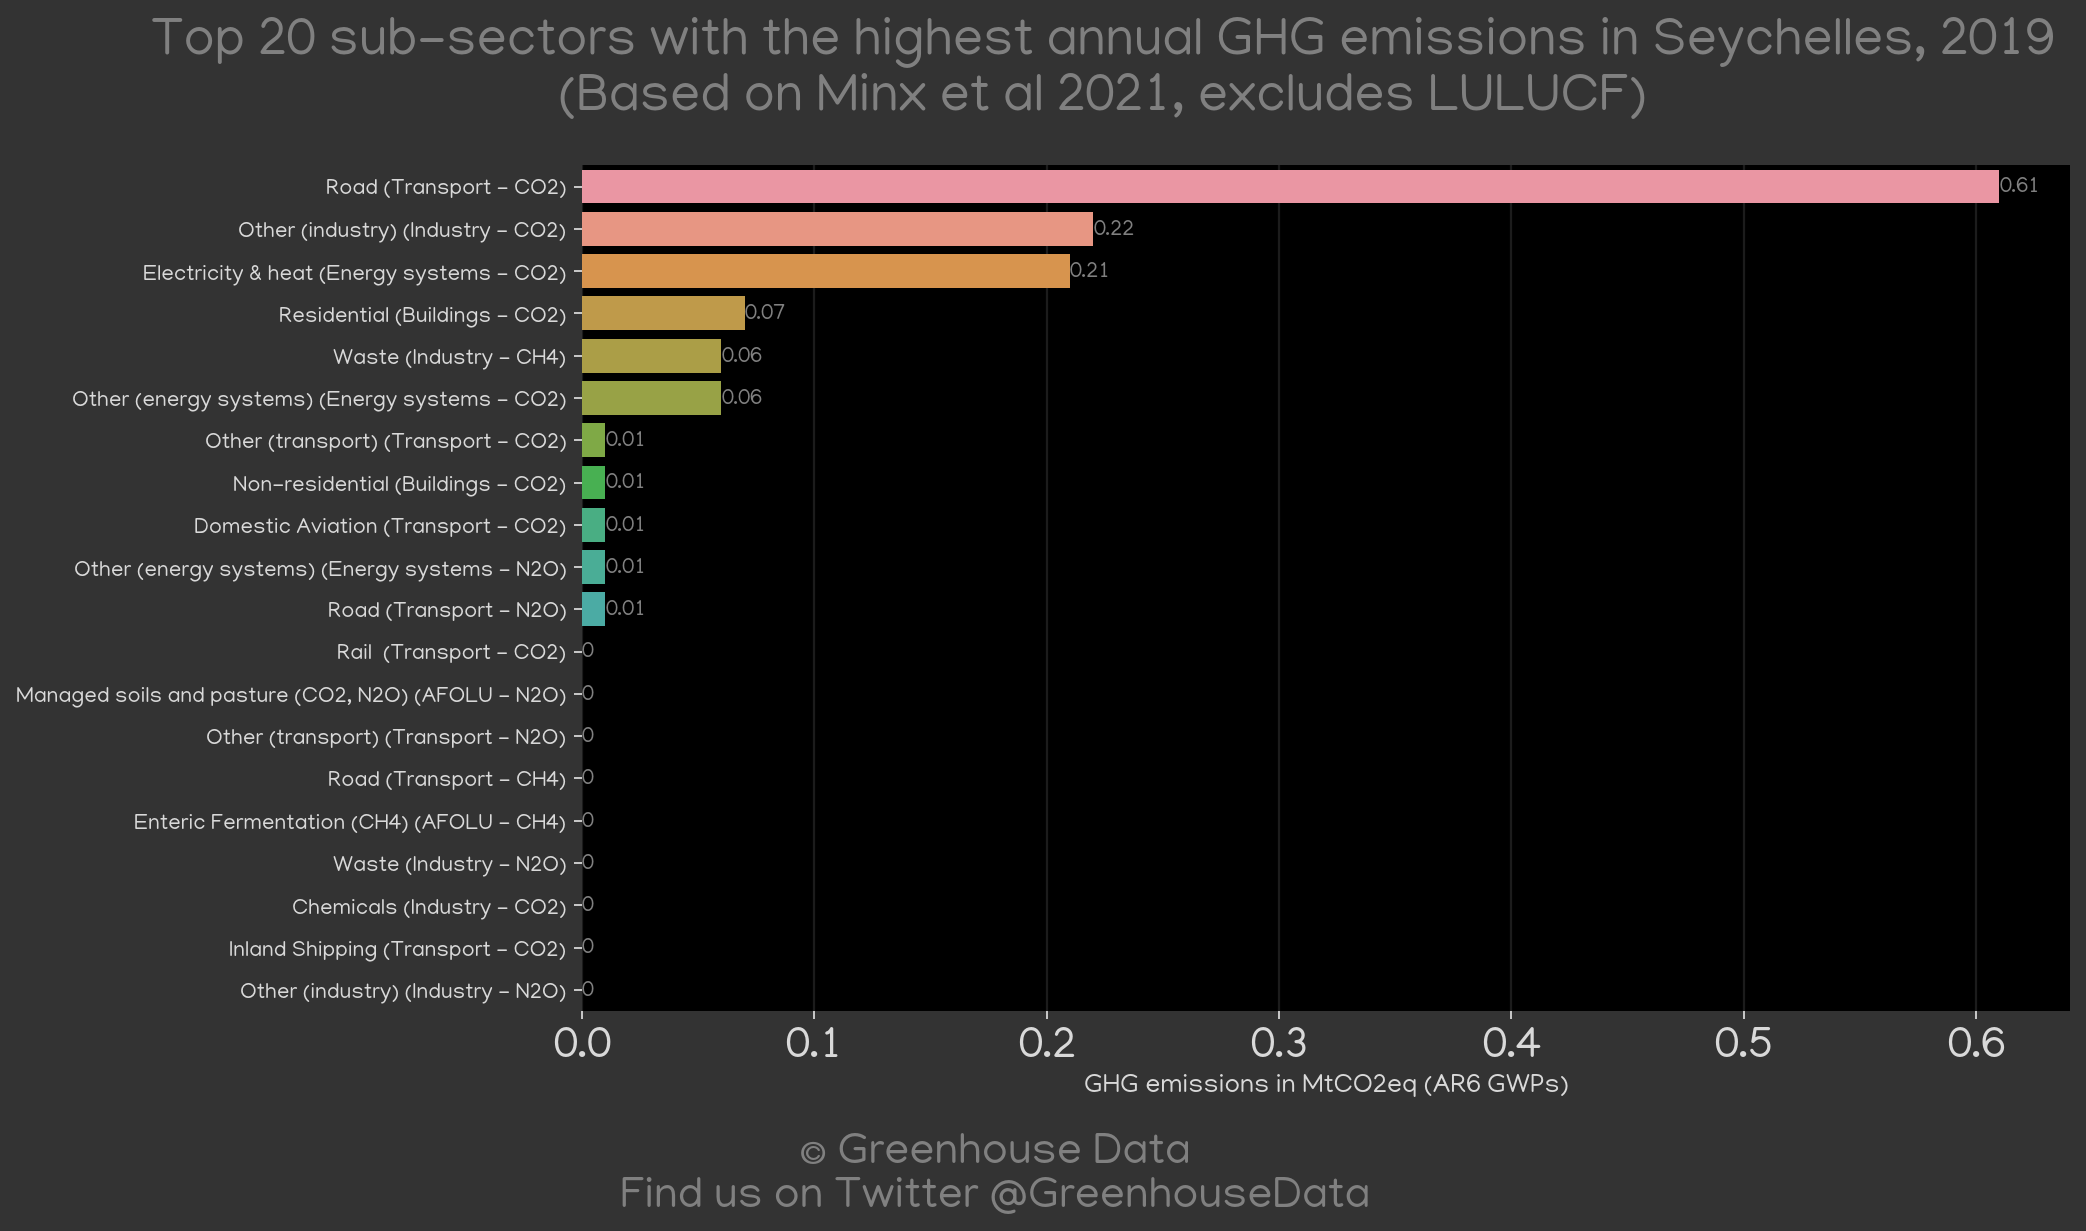 Top 20 sub-sectors with the highest annual GHG emissions in Seychelles, 2019
(Based on Minx et al 2021, excludes LULUCF)
Road (Transport - CO2) 0.61
Other (industry) (Industry - CO2) 0.22
Electricity & heat (Energy systems - CO2) 0.21
Residential (Buildings - CO2) 0.07
Waste (Industry - CH4) 0.06
Other (energy systems) (Energy systems - CO2) 0.06
Other (transport) (Transport - CO2) 0.01
Non-residential (Buildings - CO2) 0.01
Domestic Aviation (Transport - CO2) 0.01
Other (energy systems) (Energy systems - N2O) 0.01
Road (Transport - N2O) 0.01
Rail  (Transport - CO2) 0
Managed soils and pasture (CO2, N2O) (AFOLU - N2O) 0
Other (transport) (Transport - N2O) 0
Road (Transport - CH4) 0
Enteric Fermentation (CH4) (AFOLU - CH4) 0
Waste (Industry - N2O) 0
Chemicals (Industry - CO2) 0
Inland Shipping (Transport - CO2) 0
Other (industry) (Industry - N2O) 0
0.0 0.1 0.2 0.3 0.4 0.5 0.6
GHG emissions in MtCO2eq (AR6 GWPs)
© Greenhouse Data
Find us on Twitter @GreenhouseData